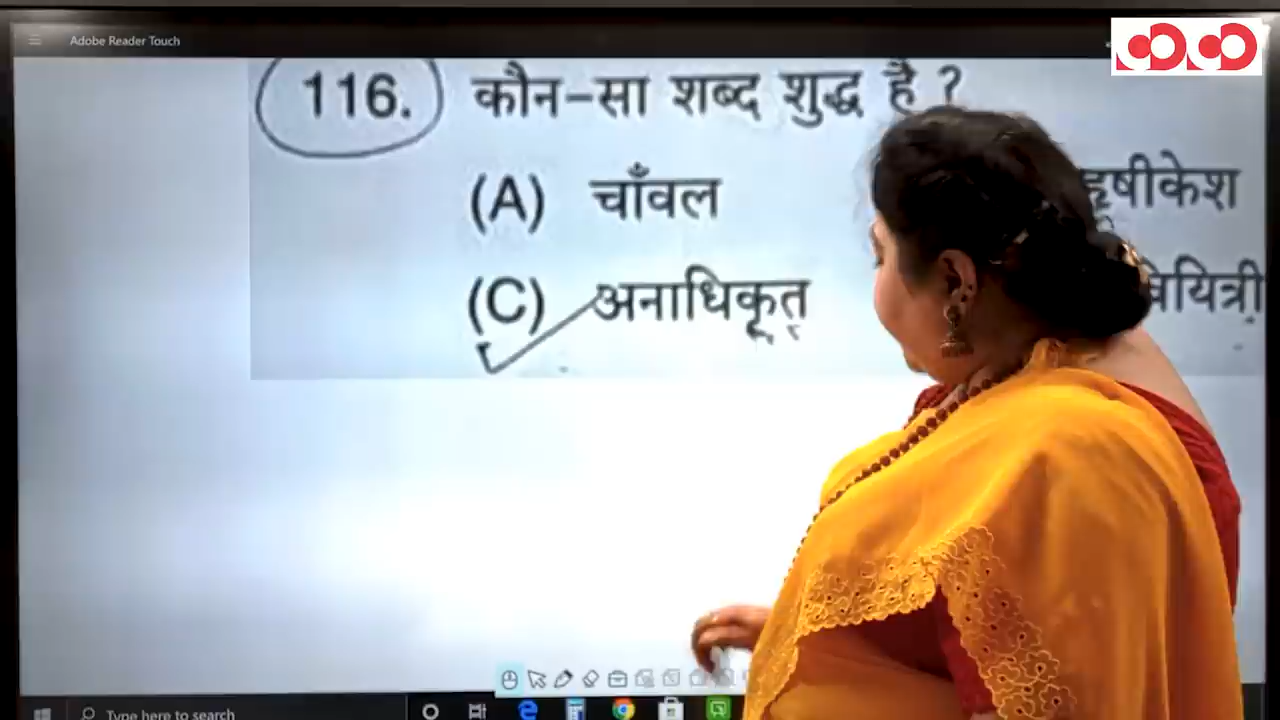 Adobe Reader Touch
116. कौन-सा शब्द शुद्ध है ?
(A) चाँवल हृषीकेश
(C) अनाधिकृत
Type here to search